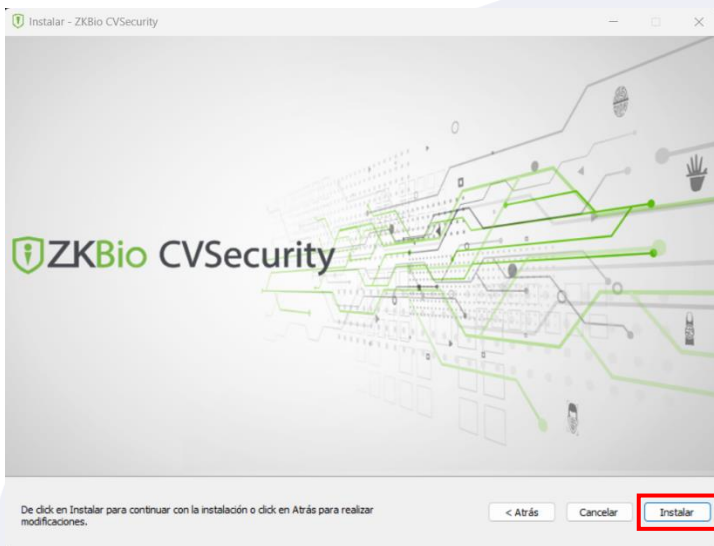 Instalar - ZKBio CVSecurity
ZKBio CVSecurity
De click en Instalar para continuar con la instalación o click en Atrás para realizar
modificaciones.
< Atrás
Cancelar
Instalar